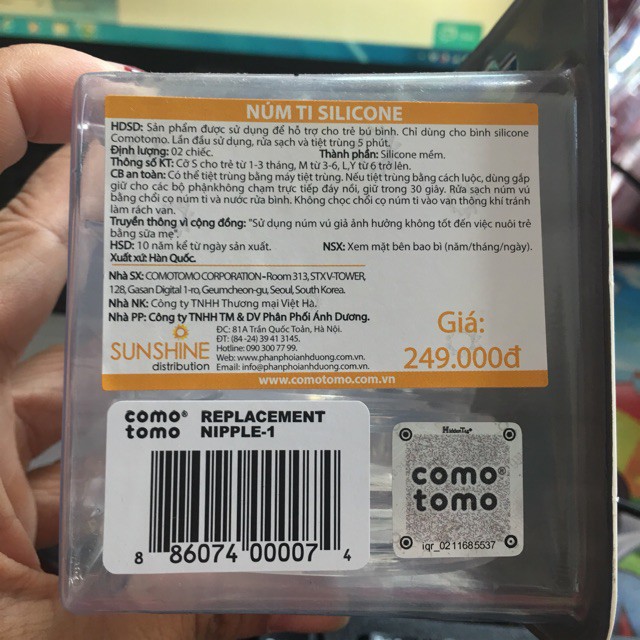 NÚM TI SILICONE
HDSD: Sản phẩm được sử dụng để hỗ trợ cho trẻ bú bình. Chỉ dùng cho bình silicone
Comotomo. Lần đầu sử dụng, rửa sạch và tiệt trùng 5 phút.
Định lượng: 02 chiếc. Thành phần: Silicone mềm.
Thông số KT: Cỡ S cho trẻ từ 1-3 tháng, M từ 3-6, L,Y từ 6 trở lên.
CB an toàn: Có thể tiệt trùng bằng máy tiệt trùng. Nếu tiệt trùng bằng cách luộc, dùng gắp
giữ cho các bộ phậnkhông chạm trực tiếp đáy nồi, giữ trong 30 giây. Rửa sạch núm vú
bằng chổi cọ núm ti và nước rửa bình. Không chọc chổi cọ núm ti vào van thông khí tránh
làm rách van.
Truyền thông vì cộng đồng: "Sử dụng núm vú giả ảnh hưởng không tốt đến việc nuôi trẻ
bằng sữa mẹ".
HSD: 10 năm kể từ ngày sản xuất. NSX: Xem mặt bên bao bì (năm/tháng/ngày).
Xuất xứ: Hàn Quốc.
Nhà SX: COMOTOMO CORPORATION - Room 313, STX V-TOWER,
128, Gasan Digital 1-ro, Geumcheon-gu, Seoul, South Korea.
Nhà NK: Công ty TNHH Thương mại Việt Hà.
Nhà PP: Công ty TNHH TM & DV Phân Phối Ánh Dương.
SUNSHINE
distribution
ĐC: 81A Trần Quốc Toản, Hà Nội.
ĐT: (84 -24) 39 41 3145.
Hotline: 090 300 77 99.
Web: www.phanphoianhduong.com.vn.
Email: info@phanphoianhduong.com.vn.
Giá:
249.000đ
www.comotomo.com.vn
como®
tomo
REPLACEMENT
NIPPLE-1
8 86074 00007 4
HiddenTag®
como®
tomo
iqr_0211685537